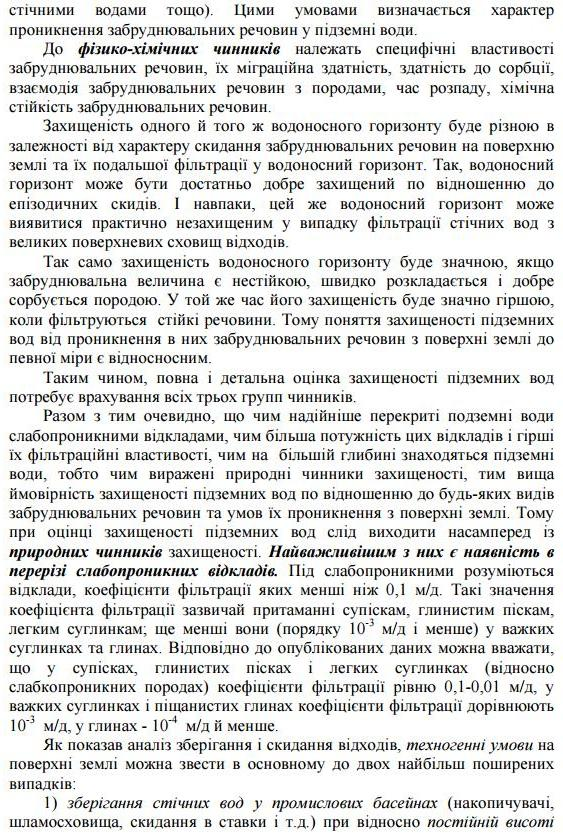 стічними водами тощо). Цими умовами визначається характер
проникнення забруднювальних речовин у підземні води.
До фізико-хімічних чинників належать специфічні властивості
забруднювальних речовин, їх міграційна здатність, здатність до сорбції,
взаємодія забруднювальних речовин з породами, час розпаду, хімічна
стійкість забруднювальних речовин.
Захищеність одного й того ж водоносного горизонту буде різною в
залежності від характеру скидання забруднювальних речовин на поверхню
землі та їх подальшої фільтрації у водоносний горизонт. Так, водоносний
горизонт може бути достатньо добре захищений по відношенню до
епізодичних скидів. І навпаки, цей же водоносний горизонт може
виявитися практично незахищеним у випадку фільтрації стічних вод з
великих поверхневих сховищ відходів.
Так само захищеність водоносного горизонту буде значною, якщо
забруднювальна величина є нестійкою, швидко розкладається і добре
сорбується породою. У той же час його захищеність буде значно гіршою,
коли фільтруються стійкі речовини. Тому поняття захищеності підземних
вод від проникнення в них забруднювальних речовин з поверхні землі до
певної міри є відносносним.
Таким чином, повна і детальна оцінка захищеності підземних вод
потребує врахування всіх трьох групп чинників.
Разом з тим очевидно, що чим надійніше перекриті подземні води
слабопроникними відкладами, чим більша потужність цих відкладів і гірші
їх фільтраційні властивості, чим на більшій глибині знаходяться підземні
води, тобто чим виражені природні чинники захищеності, тим вища
ймовірність захищеності підземних вод по відношенню до будь-яких видів
забруднювальних речовин та умов їх проникнення з поверхні землі. Тому
при оцінці захищеності підземних вод слід виходити насамперед із
природних чинників захищеності. Найважливішим з них є наявність в
перерізі слабопроникних відкладів. Під слабопроникними розуміються
відклади, коефіцієнти фільтрації яких менші ніж 0,1 м/д. Такі значення
коефіцієнта фільтрації зазвичай притаманні супіскам, глинистим піскам,
легким суглинкам; ще менші вони (порядку 10⁻³ м/д і менше) у важких
суглинках та глинах. Відповідно до опублікованих даних можна вважати,
що у супісках, глинистих пісках і легких суглинках (відносно
слабкопроникних породах) коефіцієнти фільтрації рівню 0,1-0,01 м/д, у
важких суглинках і піщанистих глинах коефіцієнти фільтрації дорівнюють
10⁻³ м/д, у глинах - 10⁻⁴ м/д й менше.
Як показав аналіз зберігання і скидання відходів, техногенні умови на
поверхні землі можна звести в основному до двох найбільш поширених
випадків:
1) зберігання стічних вод у промислових басейнах (накопичувачі,
шламосховища, скидання в ставки і т.д.) при відносно постійній висоті